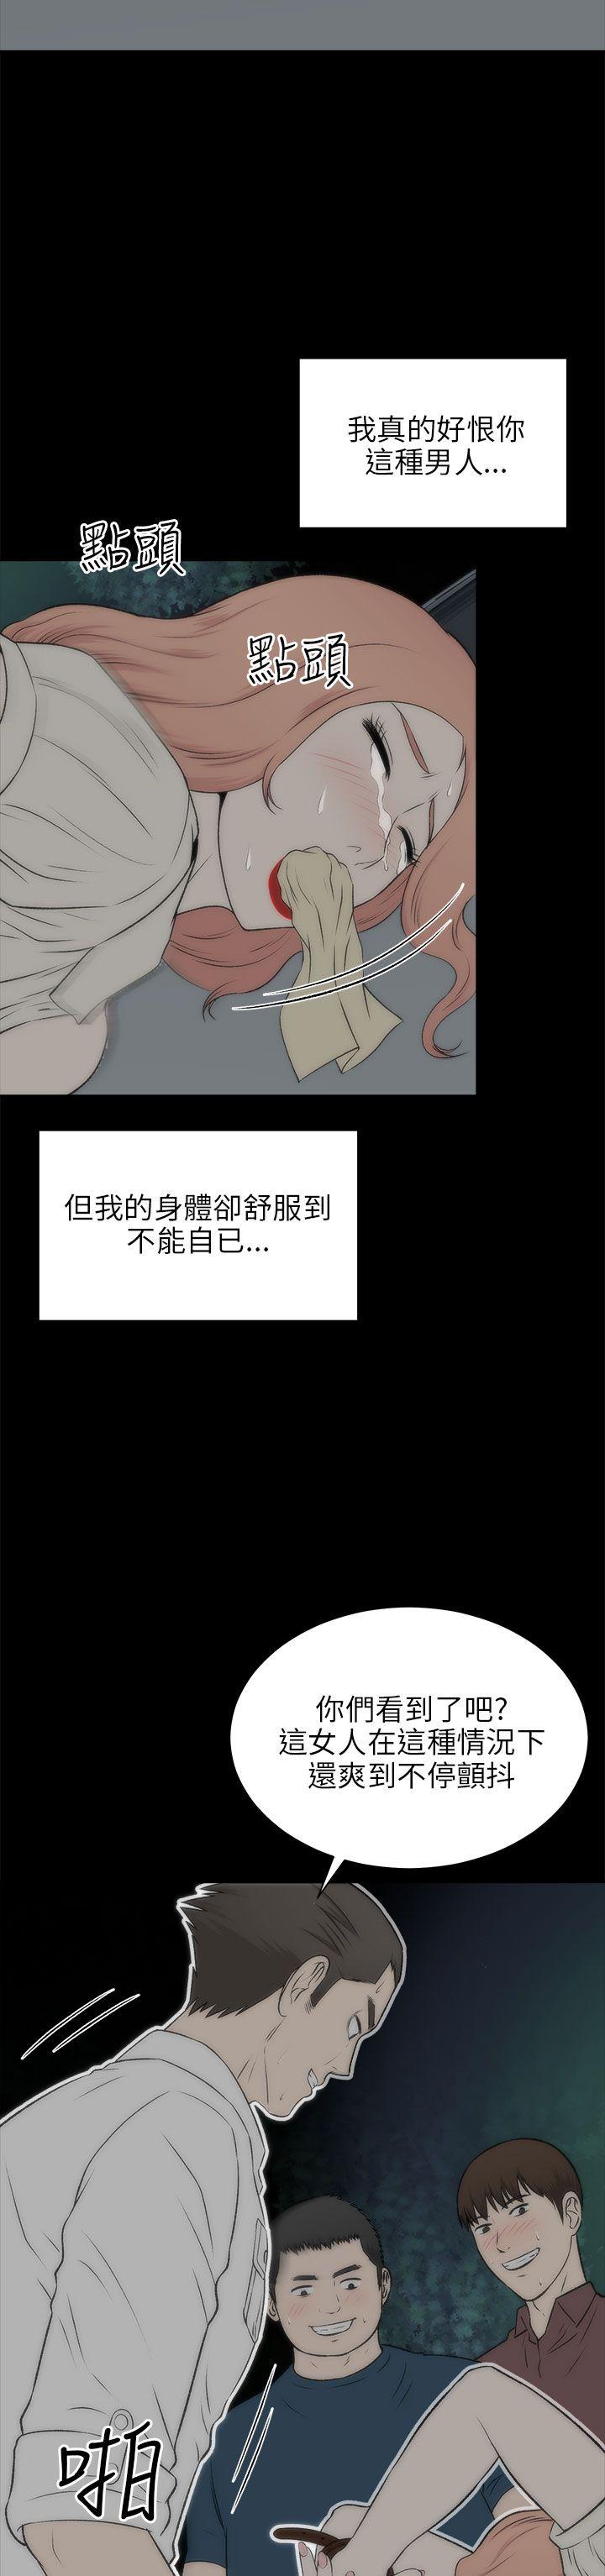 我真的好恨你
這種男人...
點頭
點頭
但我的身體卻舒服到
不能自已...
你們看到了吧?
這女人在這種情況下
還爽到不停顫抖
啪